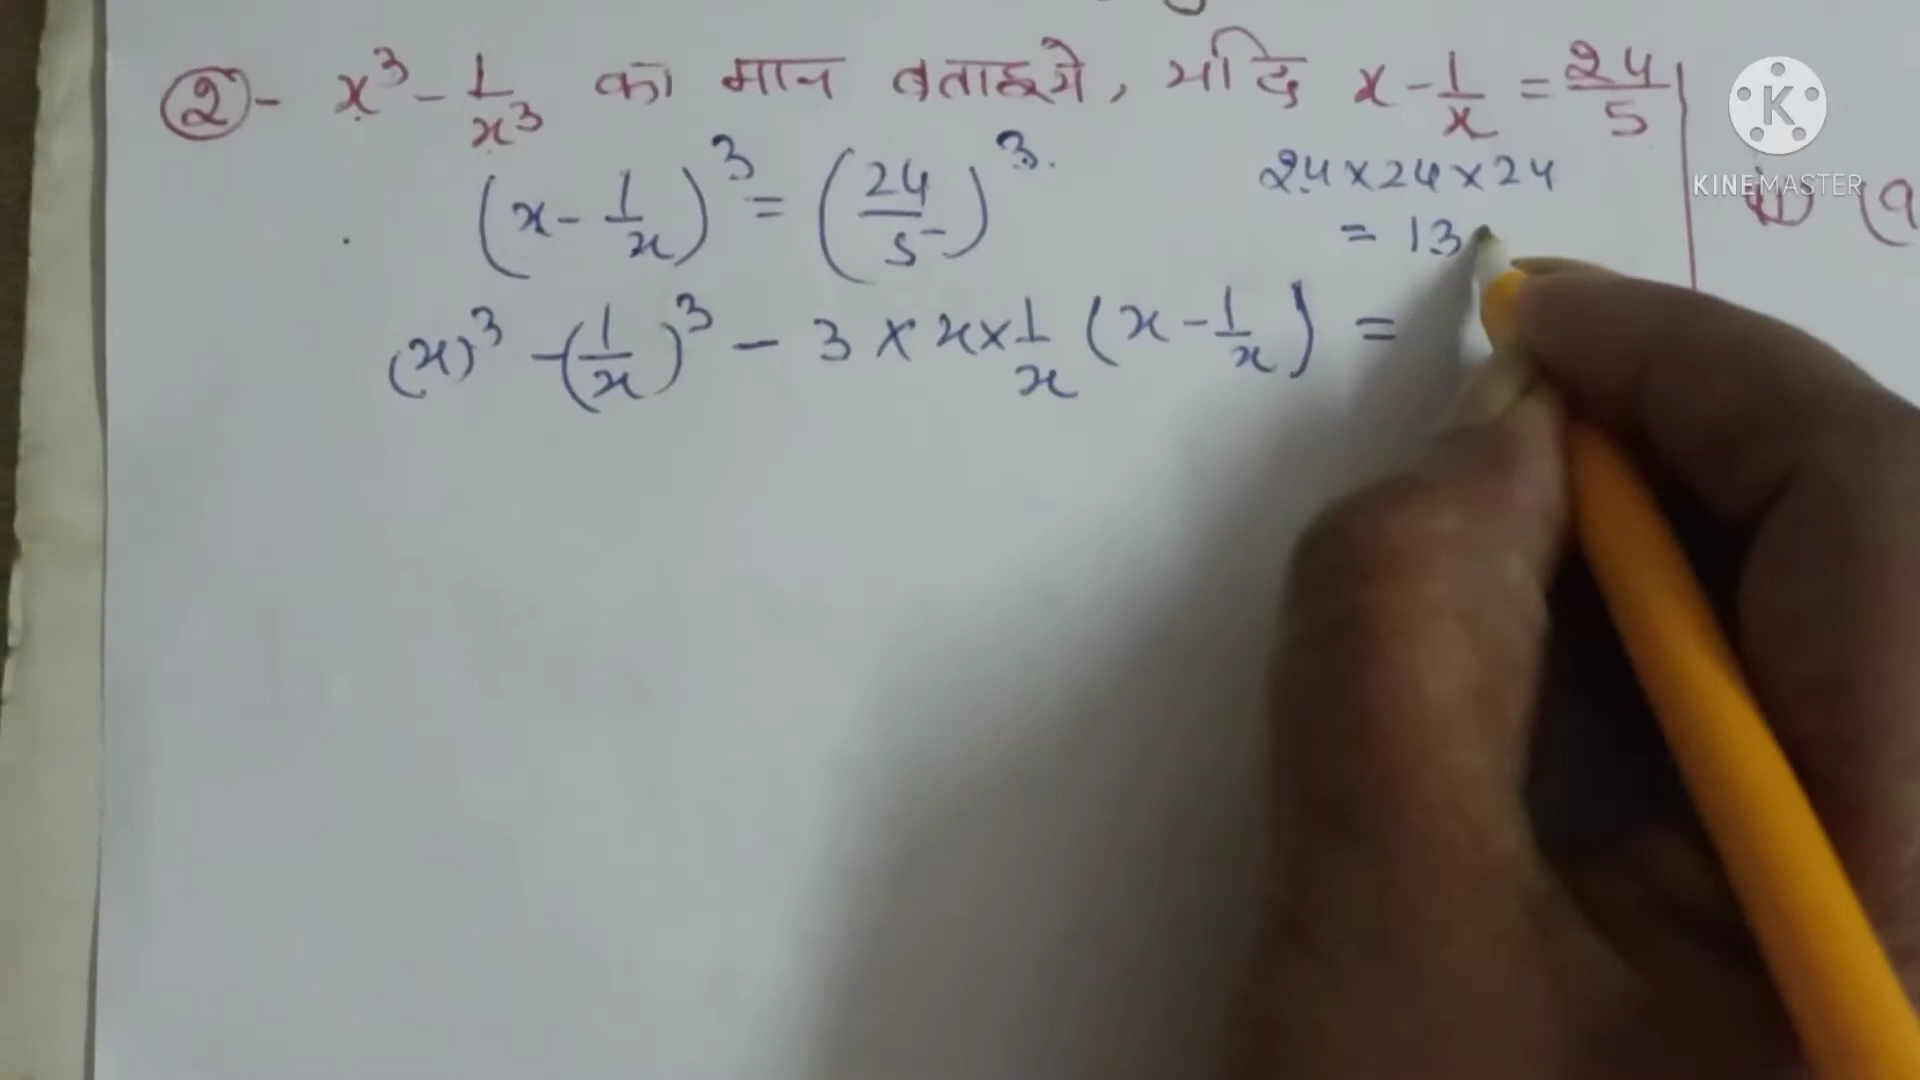 ②- x³ - 1/x³ का मान बताइये, यदि x - 1/x = 24/5
(x - 1/x)³ = (24/5)³
24 x 24 x 24
= 13
(x)³ - (1/x)³ - 3 × x × 1/x (x - 1/x) =
K
KINEMASTER